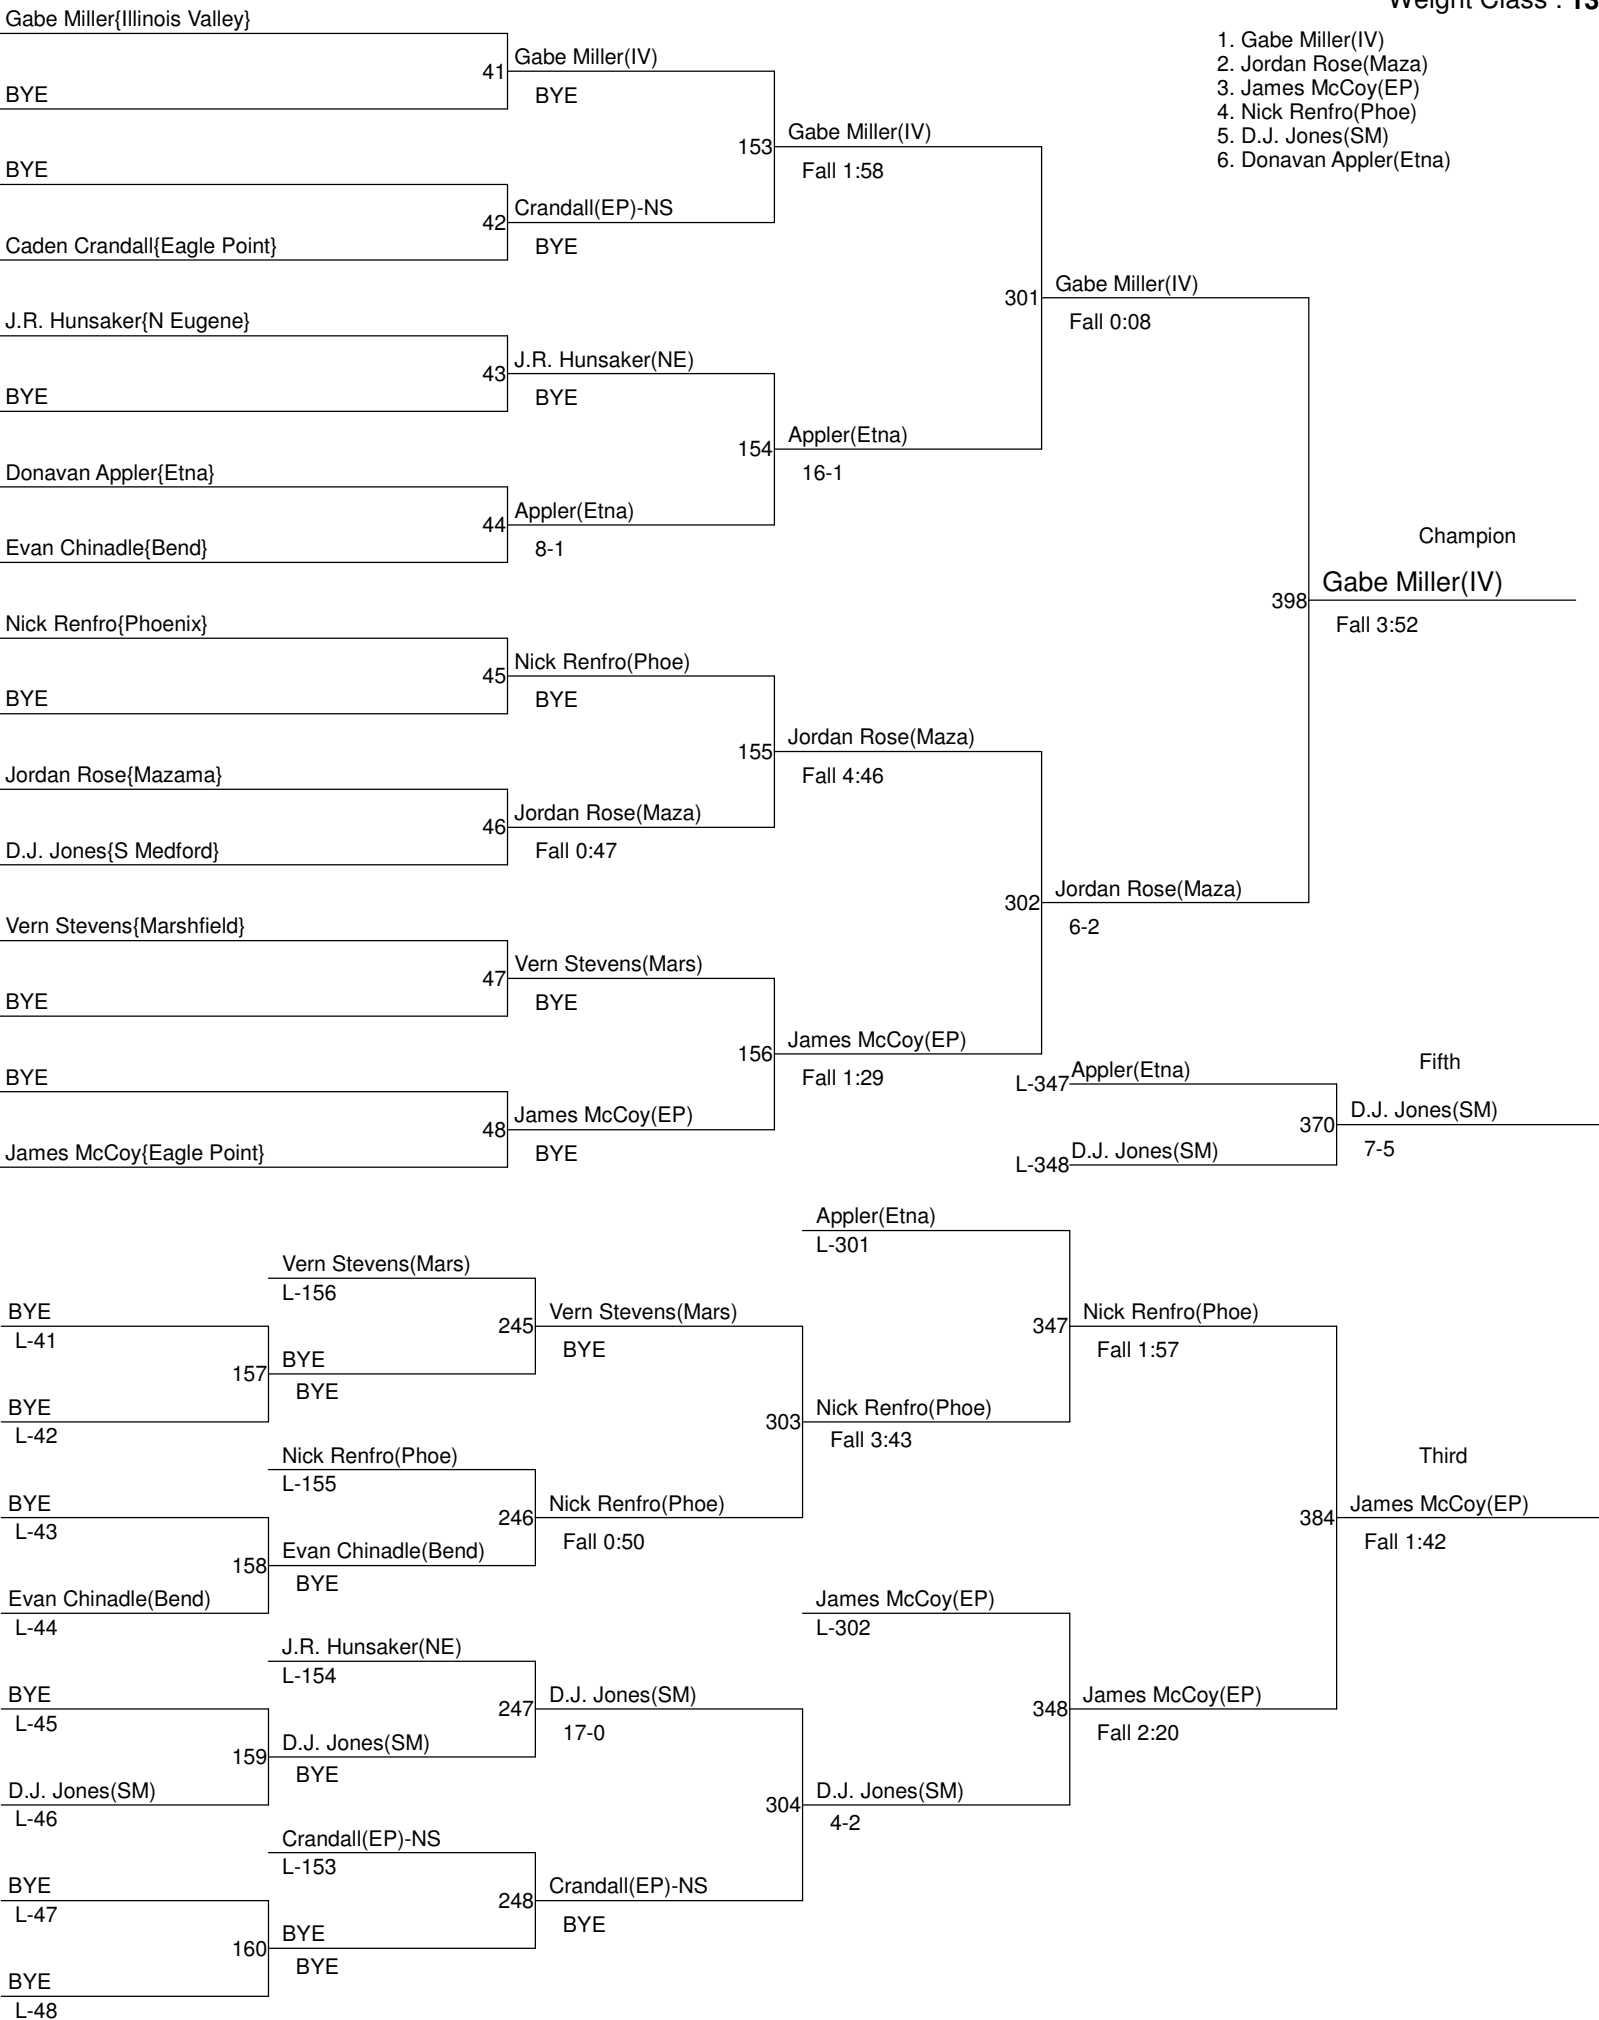 Weight Class : 13
1. Gabe Miller(IV)
2. Jordan Rose(Maza)
3. James McCoy(EP)
4. Nick Renfro(Phoe)
5. D.J. Jones(SM)
6. Donavan Appler(Etna)
Gabe Miller{Illinois Valley}
BYE
41
Gabe Miller(IV)
BYE
BYE
Caden Crandall{Eagle Point}
42
Crandall(EP)-NS
BYE
153
Gabe Miller(IV)
Fall 1:58
J.R. Hunsaker{N Eugene}
BYE
43
J.R. Hunsaker(NE)
BYE
Donavan Appler{Etna}
Evan Chinadle{Bend}
44
Appler(Etna)
8-1
154
Appler(Etna)
16-1
301
Gabe Miller(IV)
Fall 0:08
Nick Renfro{Phoenix}
BYE
45
Nick Renfro(Phoe)
BYE
Jordan Rose{Mazama}
D.J. Jones{S Medford}
46
Jordan Rose(Maza)
Fall 0:47
155
Jordan Rose(Maza)
Fall 4:46
Vern Stevens{Marshfield}
BYE
47
Vern Stevens(Mars)
BYE
BYE
James McCoy{Eagle Point}
48
James McCoy(EP)
BYE
156
James McCoy(EP)
Fall 1:29
302
Jordan Rose(Maza)
6-2
398
Champion
Gabe Miller(IV)
Fall 3:52
L-347
Appler(Etna)
L-348
D.J. Jones(SM)
370
Fifth
D.J. Jones(SM)
7-5
BYE
L-41
BYE
L-42
157
Vern Stevens(Mars)
L-156
BYE
BYE
245
Vern Stevens(Mars)
BYE
BYE
L-43
Evan Chinadle(Bend)
L-44
158
Nick Renfro(Phoe)
L-155
Evan Chinadle(Bend)
BYE
246
Nick Renfro(Phoe)
Fall 0:50
303
Appler(Etna)
L-301
Nick Renfro(Phoe)
Fall 3:43
347
Nick Renfro(Phoe)
Fall 1:57
BYE
L-45
D.J. Jones(SM)
L-46
159
J.R. Hunsaker(NE)
L-154
D.J. Jones(SM)
BYE
247
D.J. Jones(SM)
17-0
BYE
L-47
BYE
L-48
160
Crandall(EP)-NS
L-153
BYE
BYE
248
Crandall(EP)-NS
BYE
304
James McCoy(EP)
L-302
D.J. Jones(SM)
4-2
348
James McCoy(EP)
Fall 2:20
384
Third
James McCoy(EP)
Fall 1:42